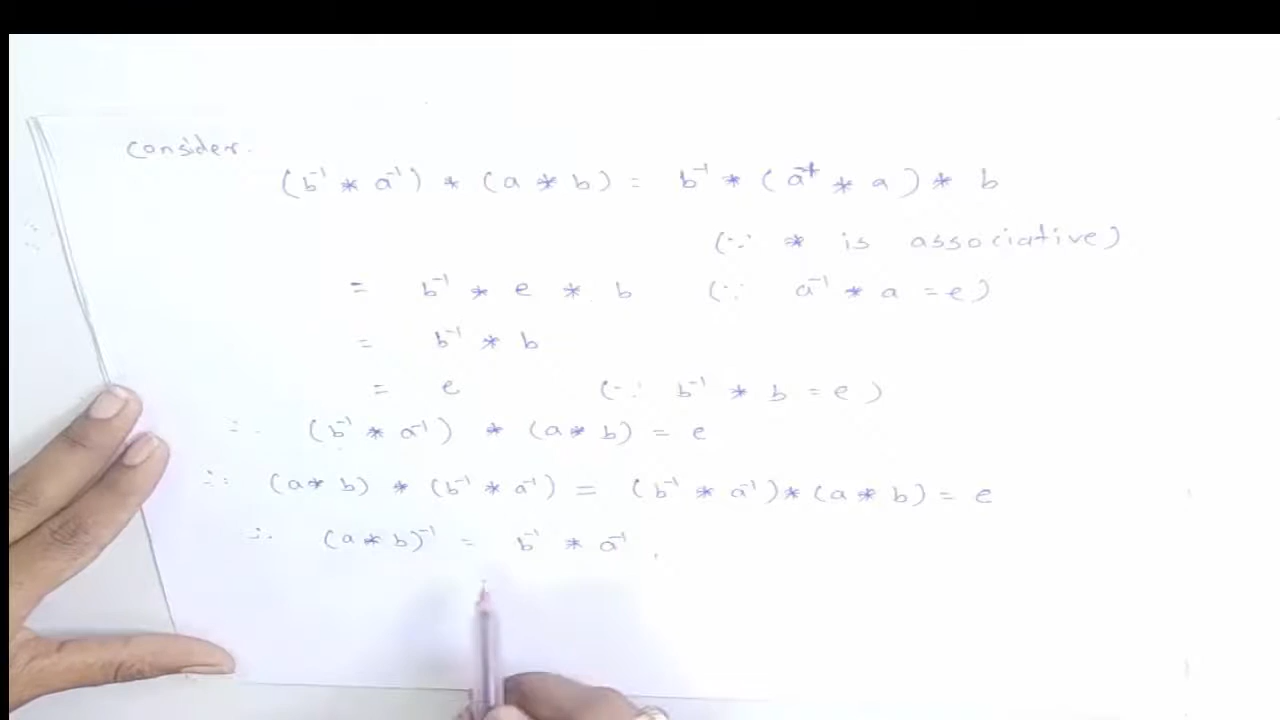 Consider.
(b⁻¹ * a⁻¹) * (a * b) = b⁻¹ * (a⁻¹ * a) * b
(∵ * is associative)
= b⁻¹ * e * b (∵ a⁻¹ * a = e)
= b⁻¹ * b
= e (∵ b⁻¹ * b = e)
∴ (b⁻¹ * a⁻¹) * (a * b) = e
∴ (a * b) * (b⁻¹ * a⁻¹) = (b⁻¹ * a⁻¹) * (a * b) = e
∴ (a * b)⁻¹ = b⁻¹ * a⁻¹.